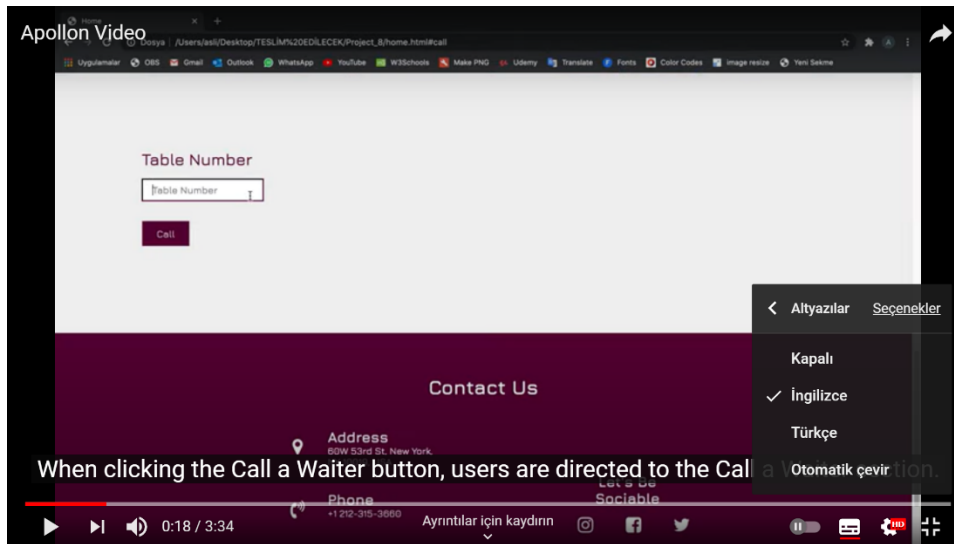 Home
Apollon Video
Dosya | /Users/asli/Desktop/TESLİM%20EDİLECEK/Project_8/home.html#call
Uygulamalar OBS Gmail Outlook WhatsApp YouTube W3Schools Make PNG Udemy Translate Fonts Color Codes image resize Yeni Sekme
Table Number
Table Number
Call
Altyazılar Seçenekler
Kapalı
İngilizce
Türkçe
Otomatik çevir
Contact Us
Address
60W 53rd St, New York,
When clicking the Call a Waiter button, users are directed to the Call a
Let's Be
Sociable
Phone
+1 212-315-3660
0:18 / 3:34
Ayrıntılar için kaydırın
HD